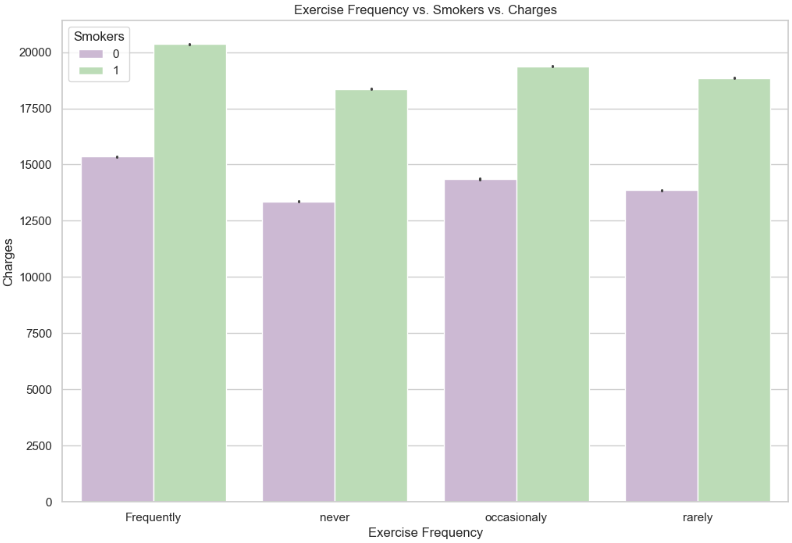 Exercise Frequency vs. Smokers vs. Charges
Smokers
0
1
20000
17500
15000
12500
10000
7500
5000
2500
0
Charges
Frequently never occasionaly rarely
Exercise Frequency